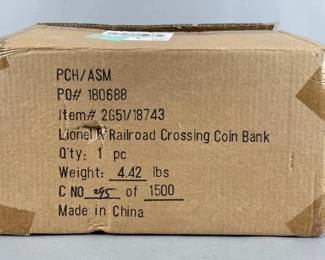 PCH/ASM
PO# 180688
Item# 2G51/18743
Lionel Railroad Crossing Coin Bank
Q'ty: 1 pc
Weight: 4.42 lbs
C NO 295 of 1500
Made in China